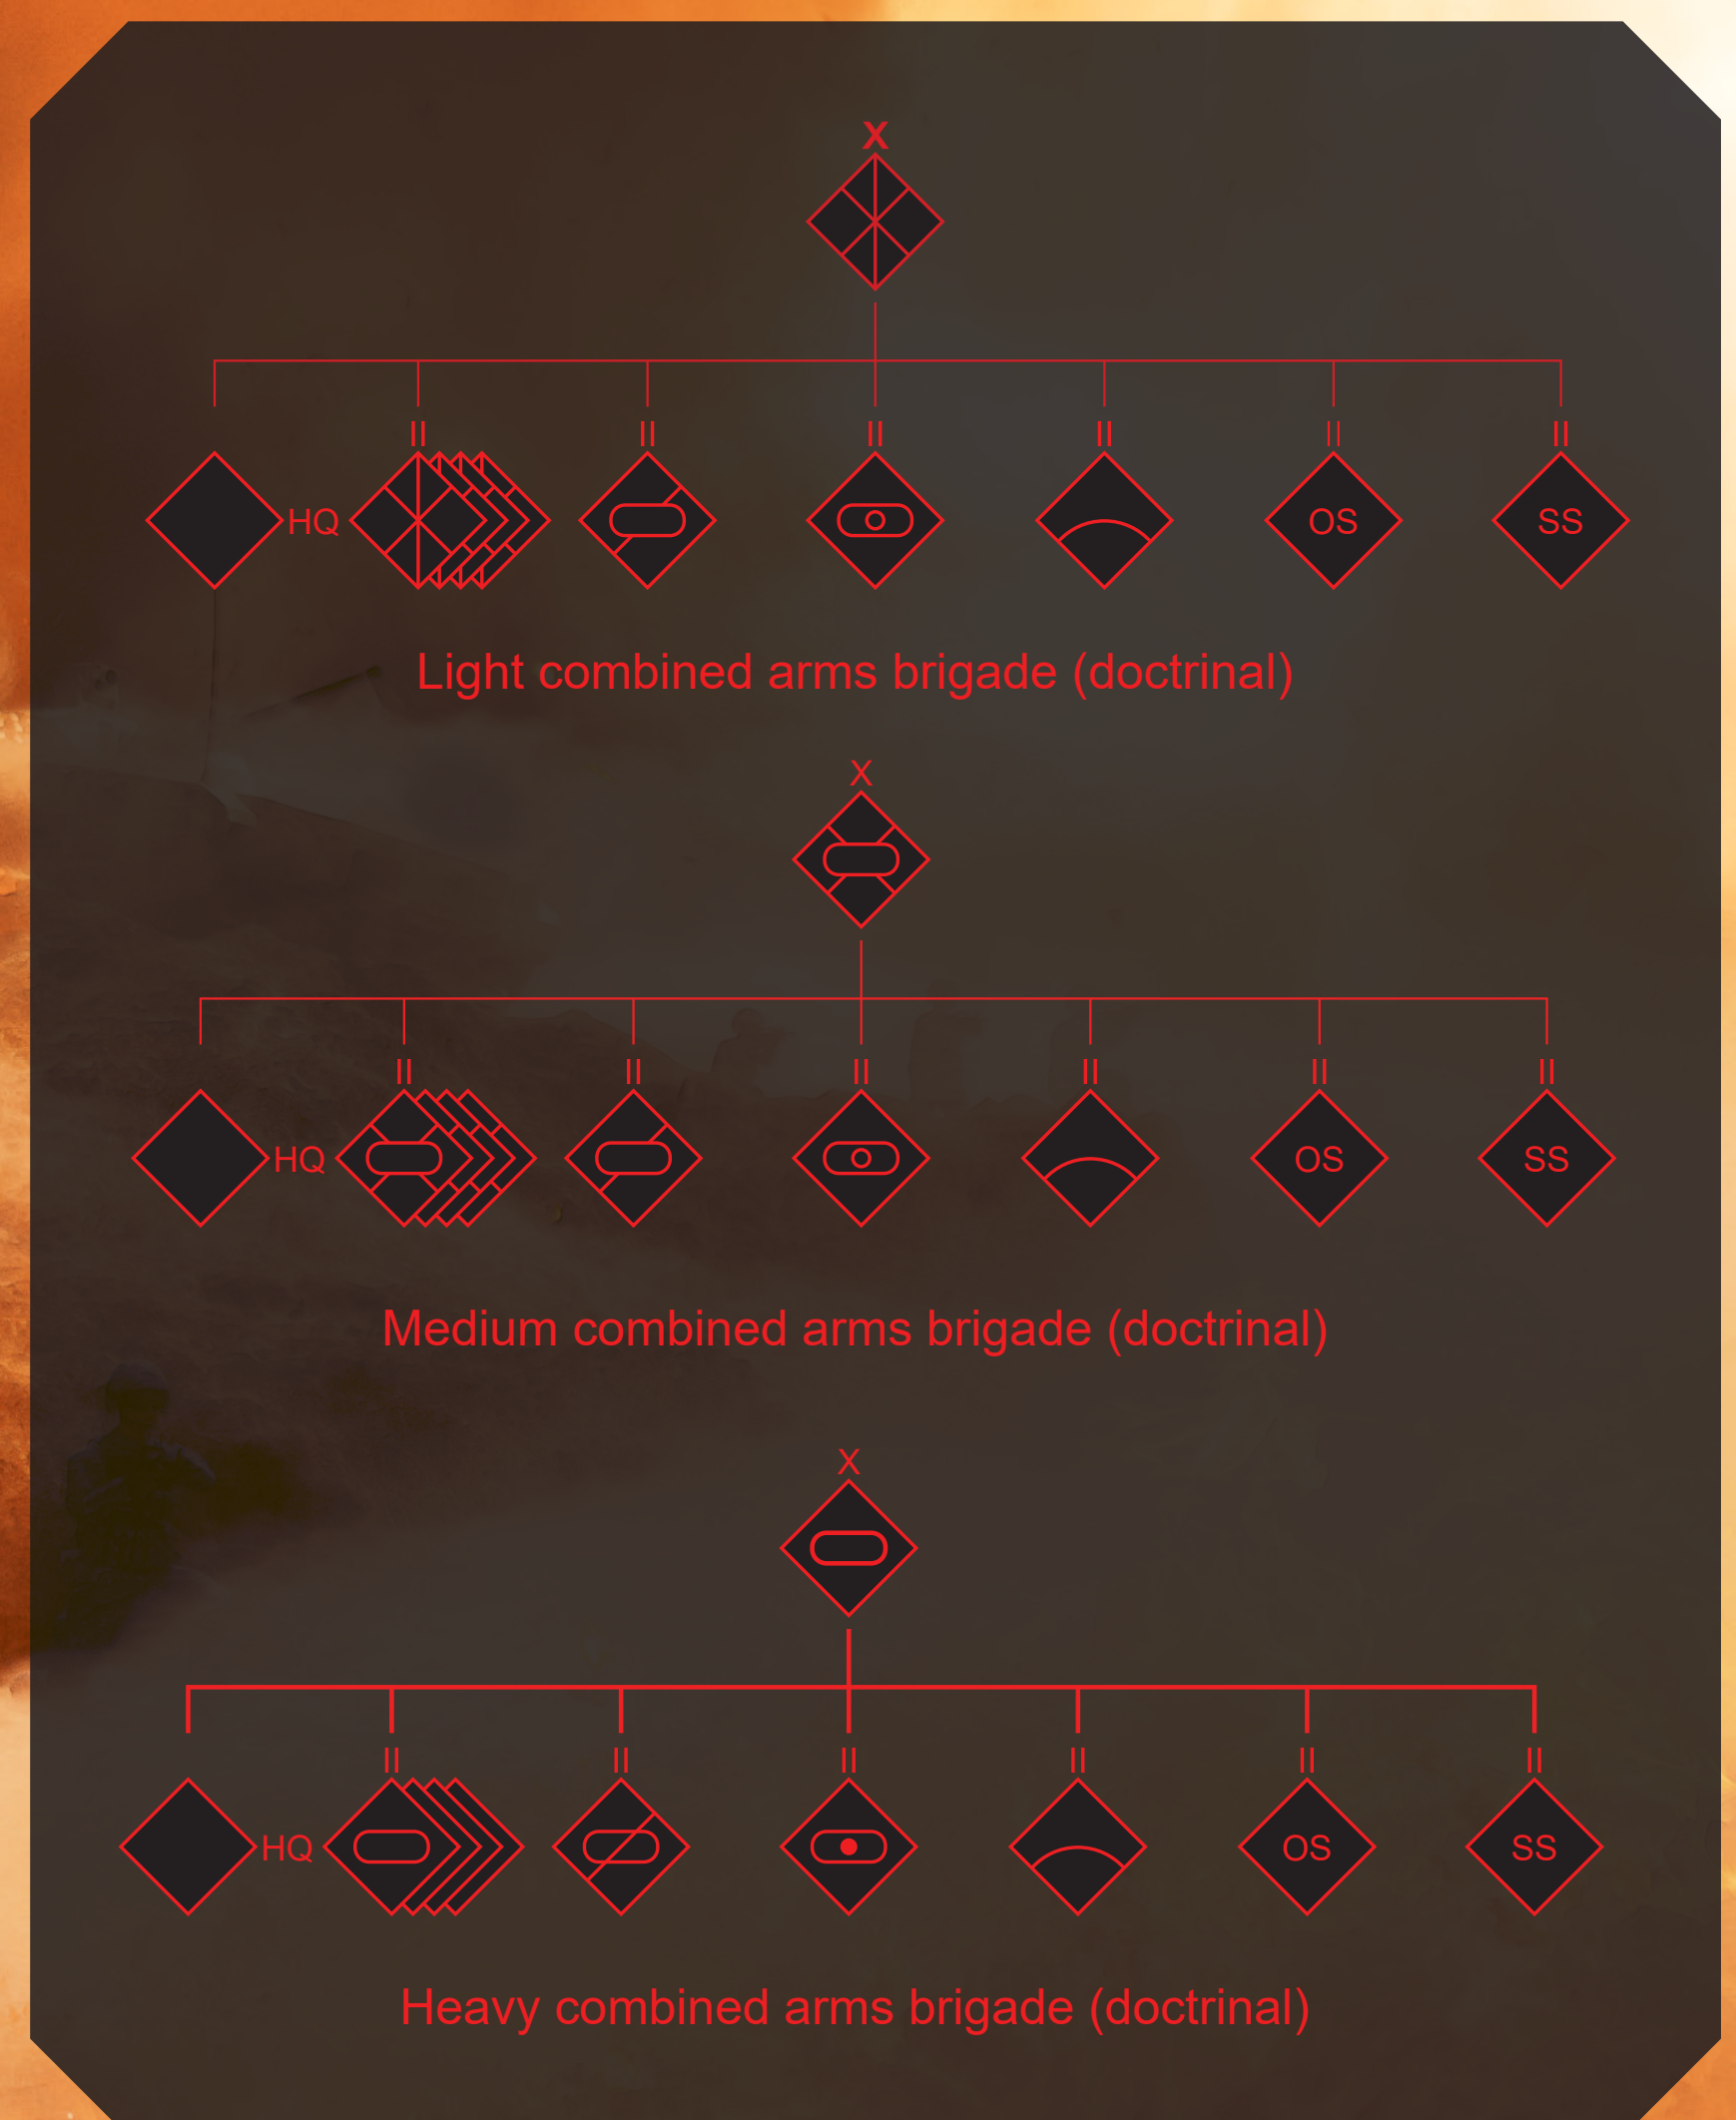 X
II II II II II II
HQ OS SS
Light combined arms brigade (doctrinal)
X
II II II II II II
HQ OS SS
Medium combined arms brigade (doctrinal)
X
II II II II II II
HQ OS SS
Heavy combined arms brigade (doctrinal)